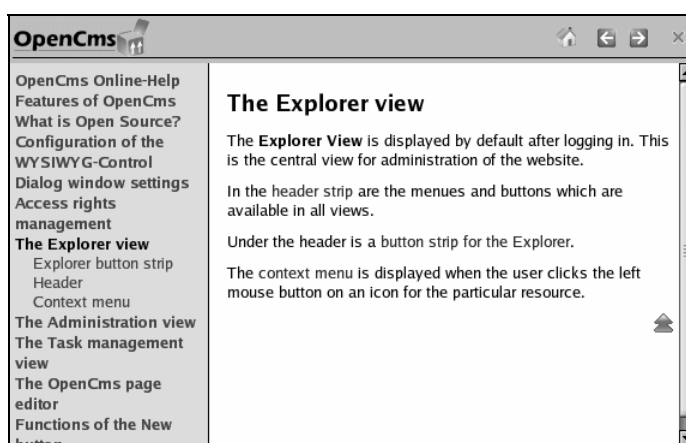 OpenCms
OpenCms Online-Help
Features of OpenCms
What is Open Source?
Configuration of the
WYSIWYG-Control
Dialog window settings
Access rights
management
The Explorer view
Explorer button strip
Header
Context menu
The Administration view
The Task management
view
The OpenCms page
editor
Functions of the New
button
The Explorer view
The Explorer View is displayed by default after logging in. This
is the central view for administration of the website.
In the header strip are the menues and buttons which are
available in all views.
Under the header is a button strip for the Explorer.
The context menu is displayed when the user clicks the left
mouse button on an icon for the particular resource.